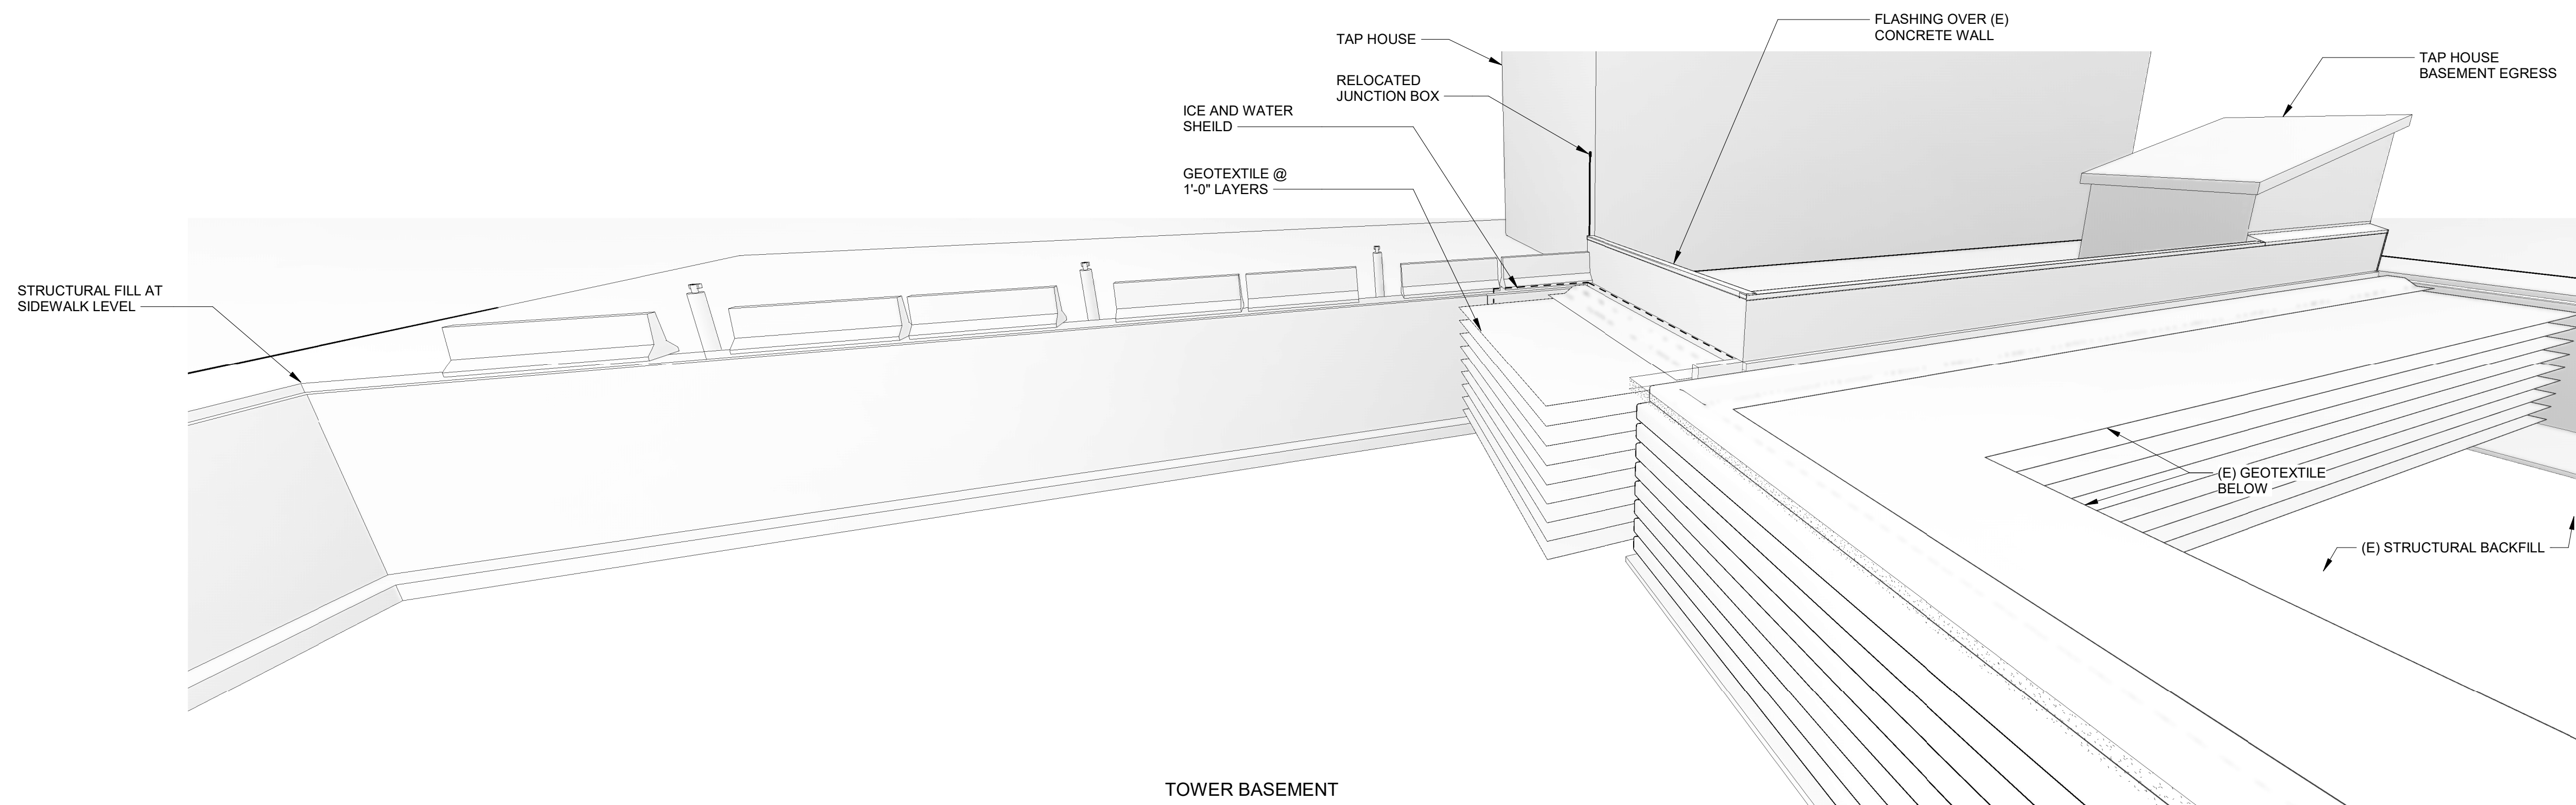 FLASHING OVER (E)
CONCRETE WALL
TAP HOUSE
TAP HOUSE
BASEMENT EGRESS
RELOCATED
JUNCTION BOX
ICE AND WATER
SHEILD
GEOTEXTILE @
1'-0" LAYERS
STRUCTURAL FILL AT
SIDEWALK LEVEL
(E) GEOTEXTILE
BELOW
(E) STRUCTURAL BACKFILL
TOWER BASEMENT